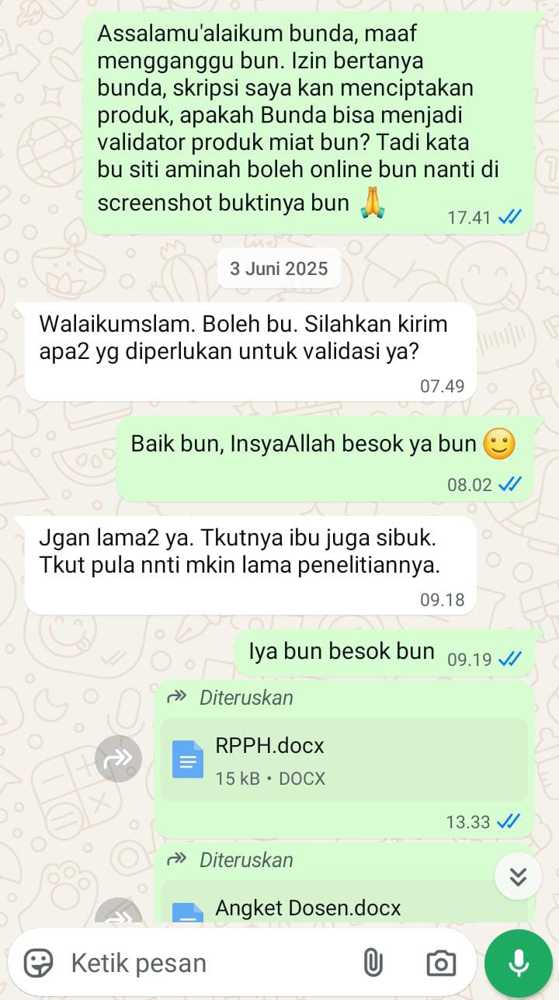 Assalamu'alaikum bunda, maaf
mengganggu bun. Izin bertanya
bunda, skripsi saya kan menciptakan
produk, apakah Bunda bisa menjadi
validator produk miat bun? Tadi kata
bu siti aminah boleh online bun nanti di
screenshot buktinya bun 🙏
17.41
3 Juni 2025
Walaikumslam. Boleh bu. Silahkan kirim
apa2 yg diperlukan untuk validasi ya?
07.49
Baik bun, InsyaAllah besok ya bun 🙂
08.02
Jgan lama2 ya. Tkutnya ibu juga sibuk.
Tkut pula nnti mkin lama penelitiannya.
09.18
Iya bun besok bun 09.19
Diteruskan
RPPH.docx
15 kB • DOCX
13.33
Diteruskan
Angket Dosen.docx
Ketik pesan